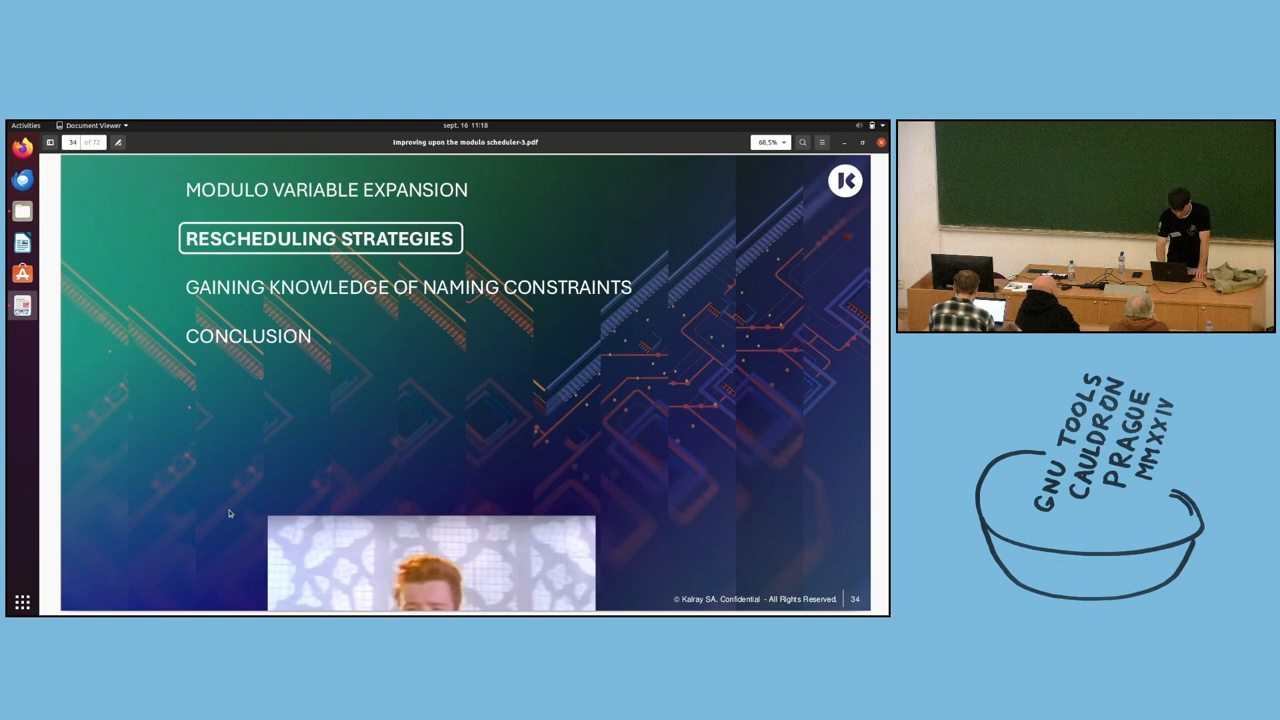 Activities
Document Viewer
sept. 16 11:18
34 of 72
Improving upon the modulo scheduler-3.pdf
68,5%
MODULO VARIABLE EXPANSION
RESCHEDULING STRATEGIES
GAINING KNOWLEDGE OF NAMING CONSTRAINTS
CONCLUSION
© Kalray SA. Confidential - All Rights Reserved.
34
GNU TOOLS
CAULDRON
PRAGUE
MMXXIV